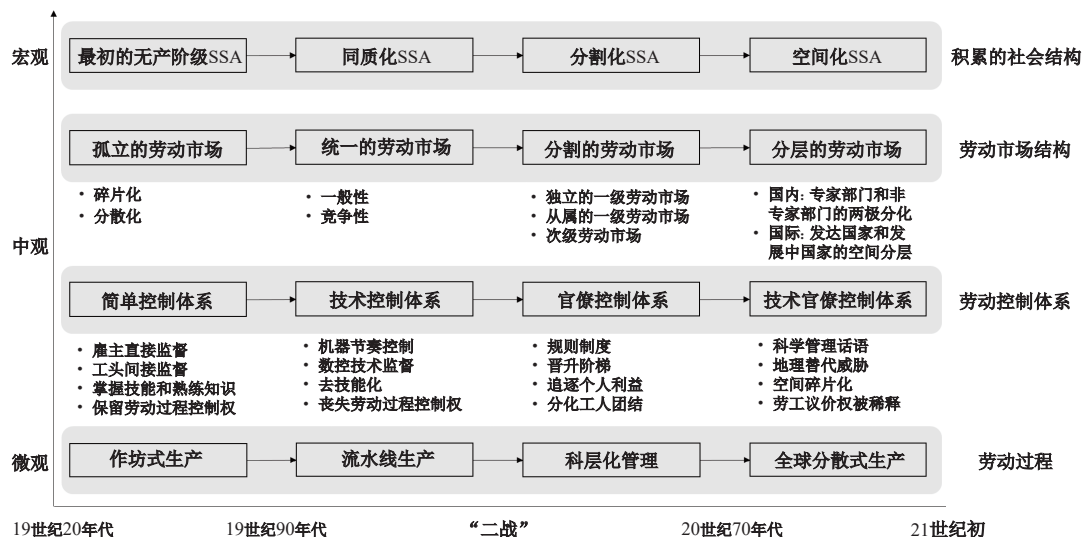 宏观 最初的无产阶级SSA 同质化SSA 分割化SSA 空间化SSA 积累的社会结构
孤立的劳动市场 统一的劳动市场 分割的劳动市场 分层的劳动市场 劳动市场结构
• 碎片化
• 分散化
• 一般性
• 竞争性
• 独立的一级劳动市场
• 从属的一级劳动市场
• 次级劳动市场
• 国内: 专家部门和非
专家部门的两极分化
• 国际: 发达国家和发
展中国家的空间分层
中观
简单控制体系 技术控制体系 官僚控制体系 技术官僚控制体系 劳动控制体系
• 雇主直接监督
• 工头间接监督
• 掌握技能和熟练知识
• 保留劳动过程控制权
• 机器节奏控制
• 数控技术监督
• 去技能化
• 丧失劳动过程控制权
• 规则制度
• 晋升阶梯
• 追逐个人利益
• 分化工人团结
• 科学管理话语
• 地理替代威胁
• 空间碎片化
• 劳工议价权被稀释
微观 作坊式生产 流水线生产 科层化管理 全球分散式生产 劳动过程
19世纪20年代 19世纪90年代 “二战” 20世纪70年代 21世纪初